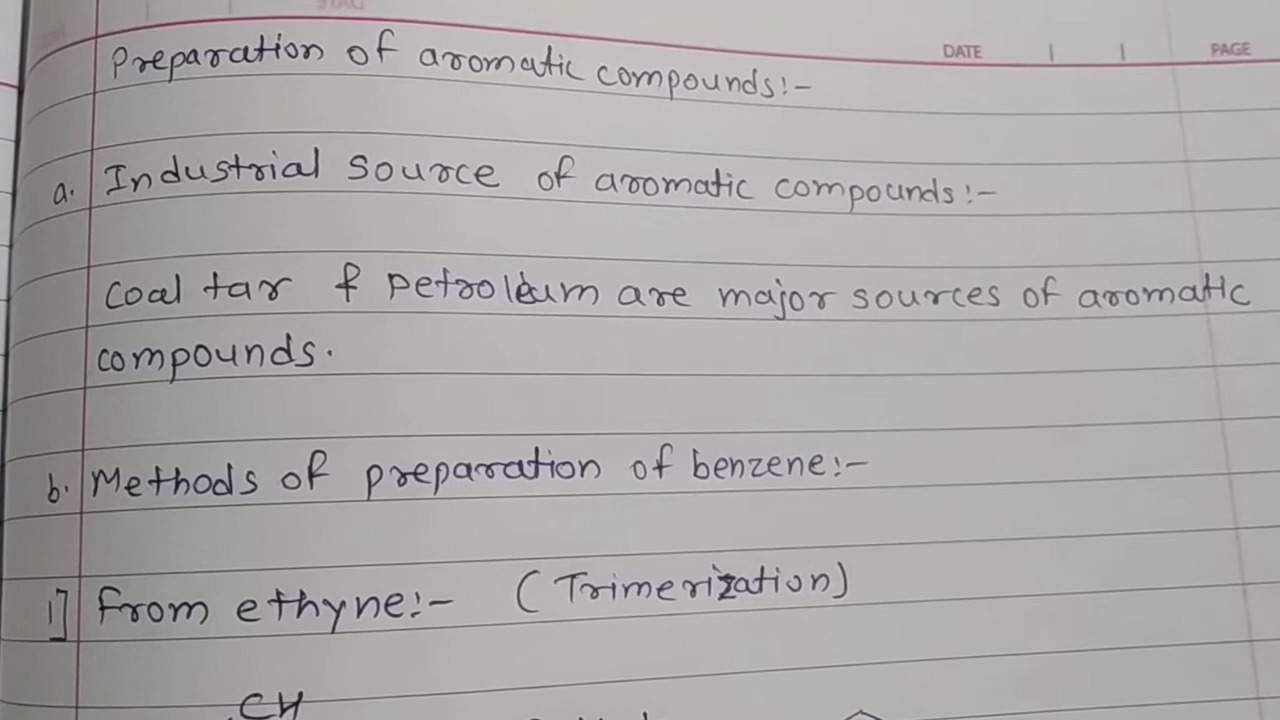 DATE
PAGE
Preparation of aromatic compounds:-
a. Industrial source of aromatic compounds:-
Coal tar & petroleum are major sources of aromatic
compounds.
b. Methods of preparation of benzene:-
1] From ethyne:- (Trimerization)
CH